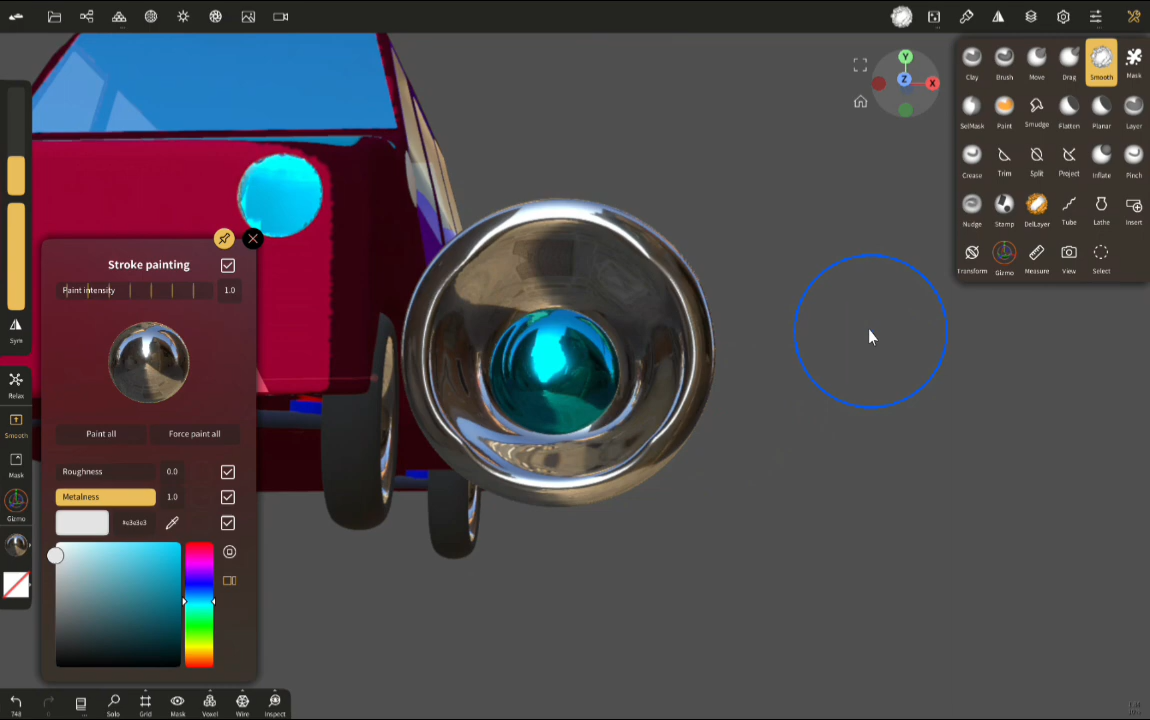 Clay Brush Move Drag Smooth Mask
SelMask Paint Smudge Flatten Planar Layer
Crease Trim Split Project Inflate Pinch
Nudge Stamp DelLayer Tube Lathe Insert
Transform Gizmo Measure View Select
Y
Z
X
Sym
Relax
Smooth
Mask
Gizmo
Stroke painting
Paint intensity 1.0
Paint all Force paint all
Roughness 0.0
Metalness 1.0
#e3e3e3
748 0 ... Solo Grid Mask Voxel Wire Inspect